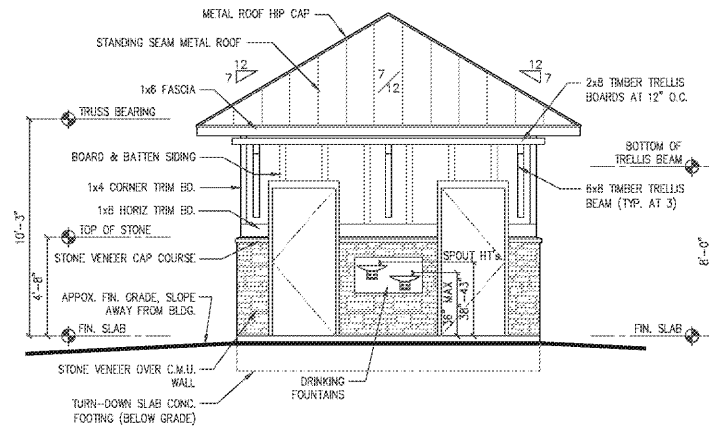 METAL ROOF HIP CAP
STANDING SEAM METAL ROOF
12
7
7
12
12
7
1x6 FASCIA
2x8 TIMBER TRELLIS
BOARDS AT 12" O.C.
TRUSS BEARING
BOARD & BATTEN SIDING
BOTTOM OF
TRELLIS BEAM
1x4 CORNER TRIM BD.
6x6 TIMBER TRELLIS
BEAM (TYP. AT 3)
1x8 HORIZ TRIM BD.
TOP OF STONE
10'-3"
STONE VENEER CAP COURSE
SPOUT HT's.
8'-0"
4'-8"
36" MAX
38"-43"
APPOX. FIN. GRADE, SLOPE
AWAY FROM BLDG.
FIN. SLAB
FIN. SLAB
STONE VENEER OVER C.M.U.
WALL
DRINKING
FOUNTAINS
TURN-DOWN SLAB CONC.
FOOTING (BELOW GRADE)